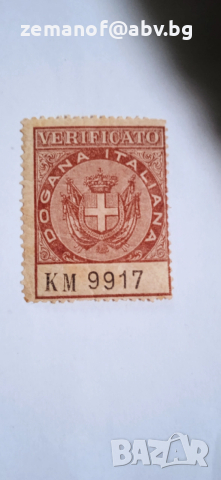 zemanof@abv.bg
VERIFICATO
DOGANA ITALIANA
KM 9917
BAZAR